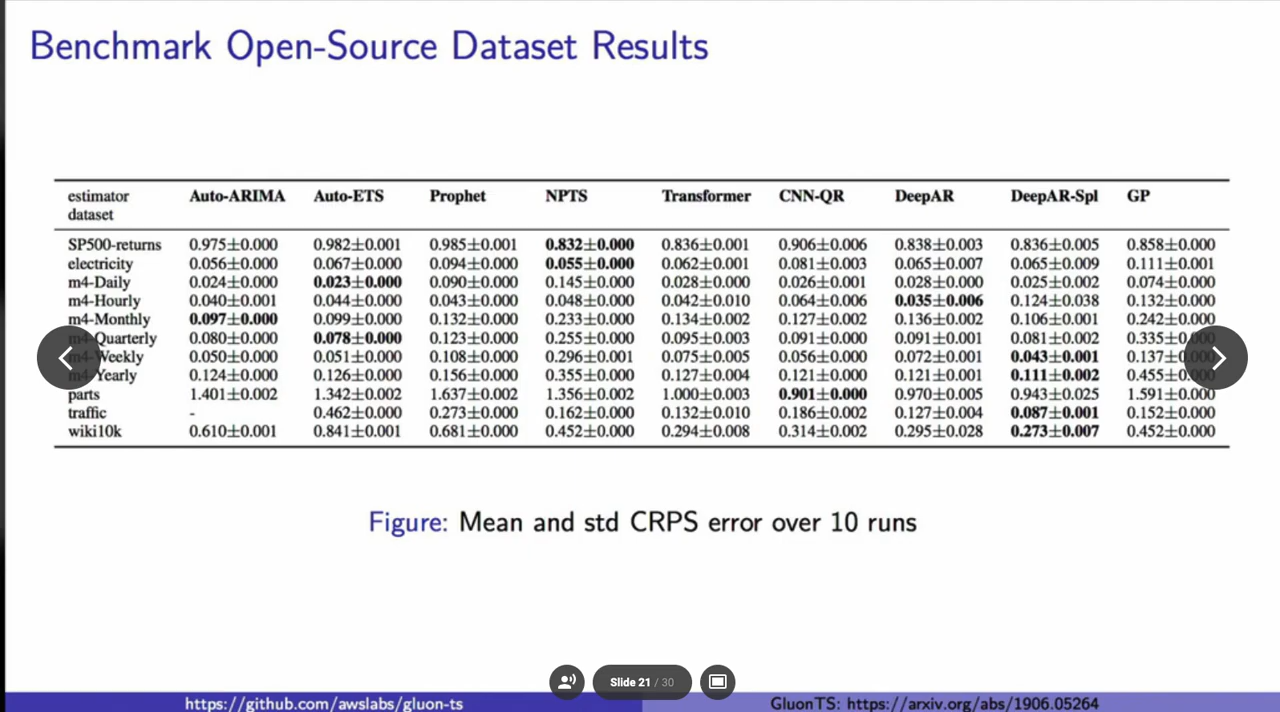 Benchmark Open-Source Dataset Results
estimator Auto-ARIMA Auto-ETS Prophet NPTS Transformer CNN-QR DeepAR DeepAR-Spl GP
dataset
SP500-returns 0.975±0.000 0.982±0.001 0.985±0.001 0.832±0.000 0.836±0.001 0.906±0.006 0.838±0.003 0.836±0.005 0.858±0.000
electricity 0.056±0.000 0.067±0.000 0.094±0.000 0.055±0.000 0.062±0.001 0.081±0.003 0.065±0.007 0.065±0.009 0.111±0.001
m4-Daily 0.024±0.000 0.023±0.000 0.090±0.000 0.145±0.000 0.028±0.000 0.026±0.001 0.028±0.000 0.025±0.002 0.074±0.000
m4-Hourly 0.040±0.001 0.044±0.000 0.043±0.000 0.048±0.000 0.042±0.010 0.064±0.006 0.035±0.006 0.124±0.038 0.132±0.000
m4-Monthly 0.097±0.000 0.099±0.000 0.132±0.000 0.233±0.000 0.134±0.002 0.127±0.002 0.136±0.002 0.106±0.001 0.242±0.000
m4-Quarterly 0.080±0.000 0.078±0.000 0.123±0.000 0.255±0.000 0.095±0.003 0.091±0.000 0.091±0.001 0.081±0.002 0.335±0.000
m4-Weekly 0.050±0.000 0.051±0.000 0.108±0.000 0.296±0.001 0.075±0.005 0.056±0.000 0.072±0.001 0.043±0.001 0.137±0.000
m4-Yearly 0.124±0.000 0.126±0.000 0.156±0.000 0.355±0.000 0.127±0.004 0.121±0.000 0.121±0.001 0.111±0.002 0.455±0.000
parts 1.401±0.002 1.342±0.002 1.637±0.002 1.356±0.002 1.000±0.003 0.901±0.000 0.970±0.005 0.943±0.025 1.591±0.000
traffic - 0.462±0.000 0.273±0.000 0.162±0.000 0.132±0.010 0.186±0.002 0.127±0.004 0.087±0.001 0.152±0.000
wiki10k 0.610±0.001 0.841±0.001 0.681±0.000 0.452±0.000 0.294±0.008 0.314±0.002 0.295±0.028 0.273±0.007 0.452±0.000
Figure: Mean and std CRPS error over 10 runs
Slide 21 / 30
https://github.com/awslabs/gluon-ts GluonTS: https://arxiv.org/abs/1906.05264